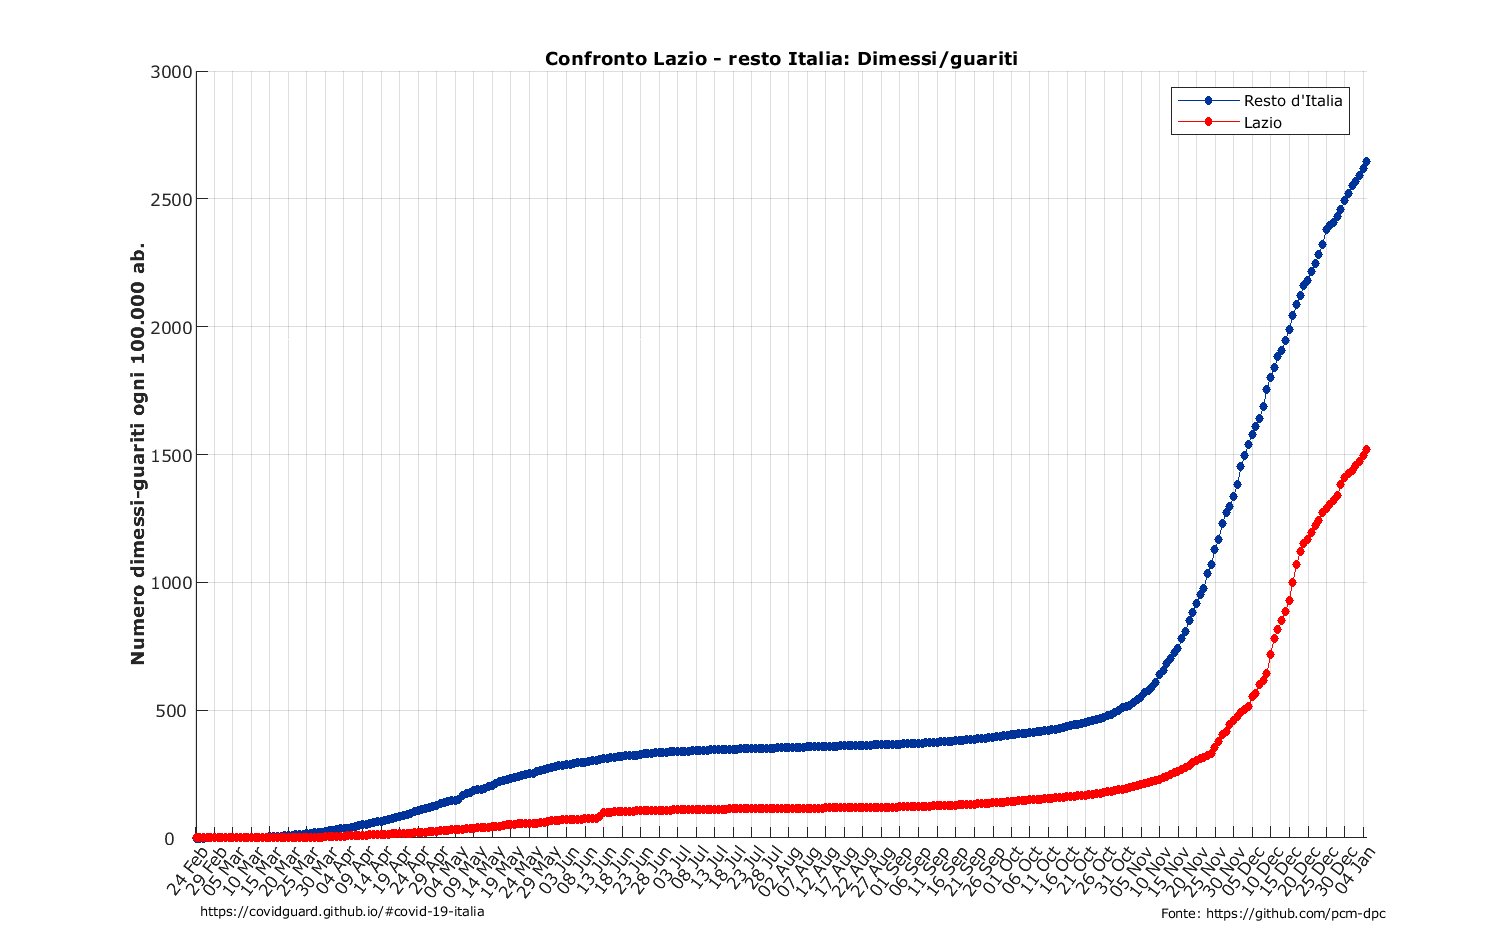 Confronto Lazio - resto Italia: Dimessi/guariti
Resto d'Italia
Lazio
Numero dimessi-guariti ogni 100.000 ab.
3000
2500
2000
1500
1000
500
0
24 Feb
29 Feb
05 Mar
10 Mar
15 Mar
20 Mar
25 Mar
30 Mar
04 Apr
09 Apr
14 Apr
19 Apr
24 Apr
29 Apr
04 May
09 May
14 May
19 May
24 May
29 May
03 Jun
08 Jun
13 Jun
18 Jun
23 Jun
28 Jun
03 Jul
08 Jul
13 Jul
18 Jul
23 Jul
28 Jul
02 Aug
07 Aug
12 Aug
17 Aug
22 Aug
27 Aug
01 Sep
06 Sep
11 Sep
16 Sep
21 Sep
26 Sep
01 Oct
06 Oct
11 Oct
16 Oct
21 Oct
26 Oct
31 Oct
05 Nov
10 Nov
15 Nov
20 Nov
25 Nov
30 Nov
05 Dec
10 Dec
15 Dec
20 Dec
25 Dec
30 Dec
04 Jan
https://covidguard.github.io/#covid-19-italia
Fonte: https://github.com/pcm-dpc